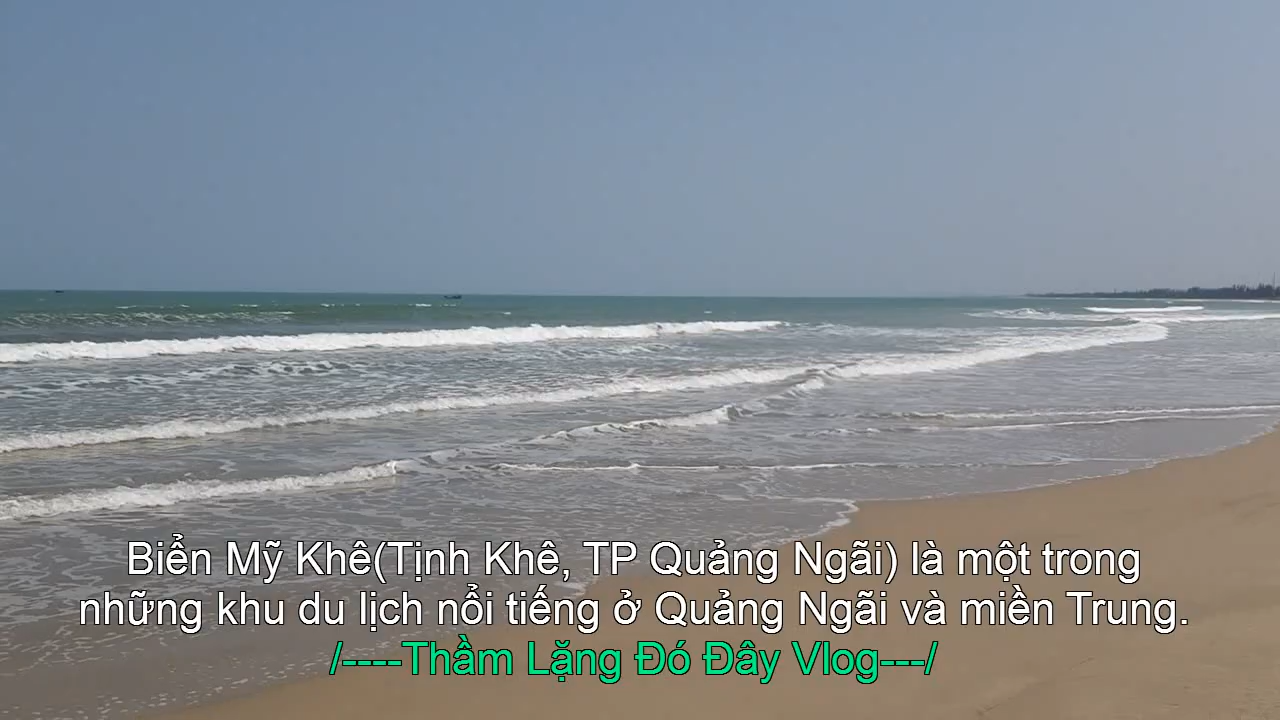 Biển Mỹ Khê(Tịnh Khê, TP Quảng Ngãi) là một trong
những khu du lịch nổi tiếng ở Quảng Ngãi và miền Trung.
/----Thầm Lặng Đó Đây Vlog---/